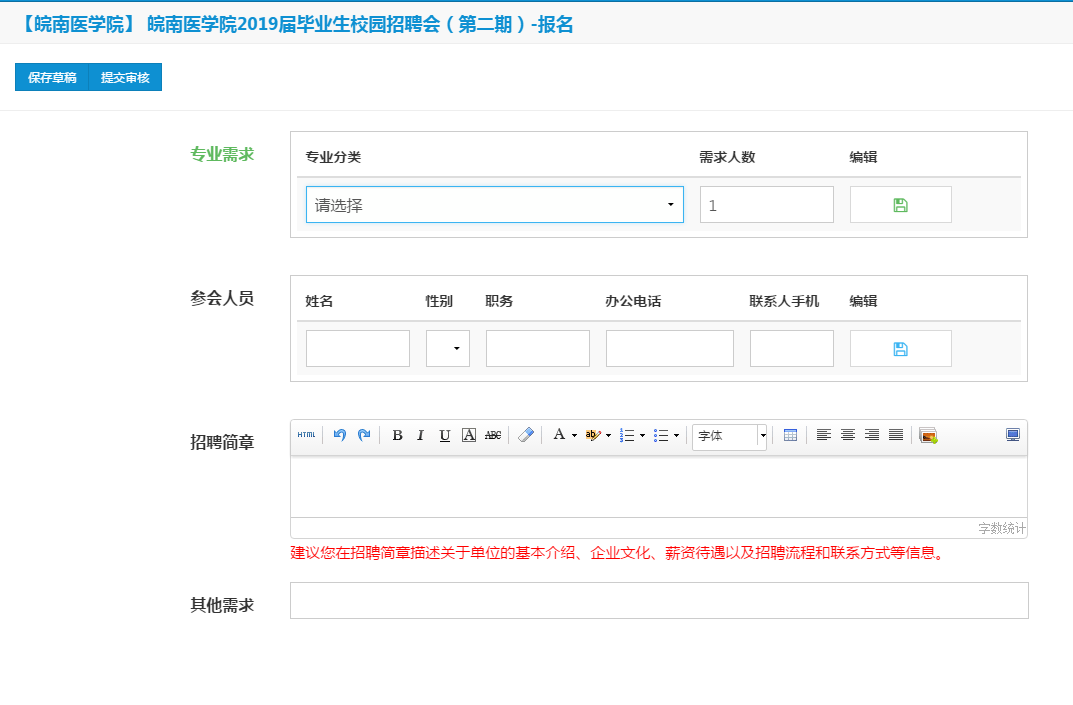 【皖南医学院】 皖南医学院2019届毕业生校园招聘会（第二期）-报名
保存草稿 提交审核
专业需求
专业分类 需求人数 编辑
请选择 1
参会人员
姓名 性别 职务 办公电话 联系人手机 编辑
招聘简章
HTML B I U A ABC A ab 字体
字数统计
建议您在招聘简章描述关于单位的基本介绍、企业文化、薪资待遇以及招聘流程和联系方式等信息。
其他需求